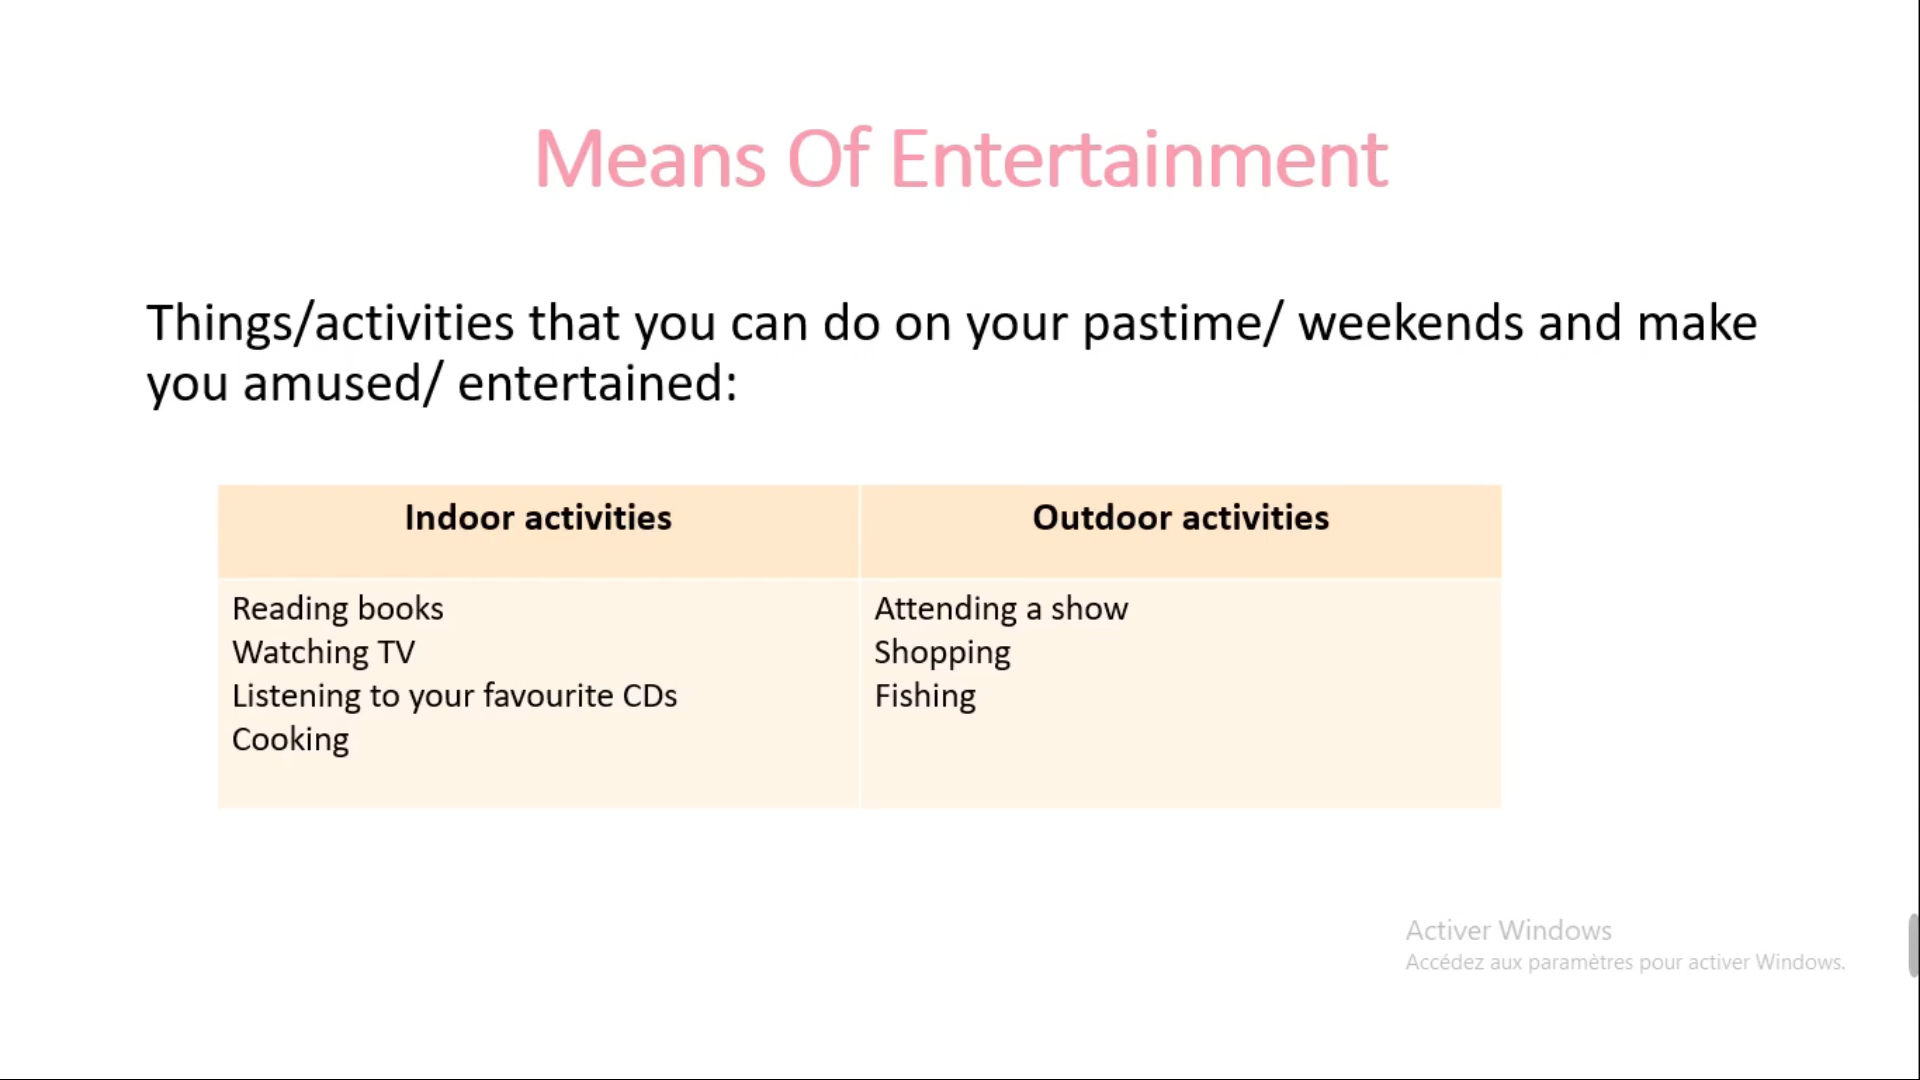 Means Of Entertainment
Things/activities that you can do on your pastime/ weekends and make
you amused/ entertained:
Indoor activities
Outdoor activities
Reading books
Watching TV
Listening to your favourite CDs
Cooking
Attending a show
Shopping
Fishing
Activer Windows
Accédez aux paramètres pour activer Windows.